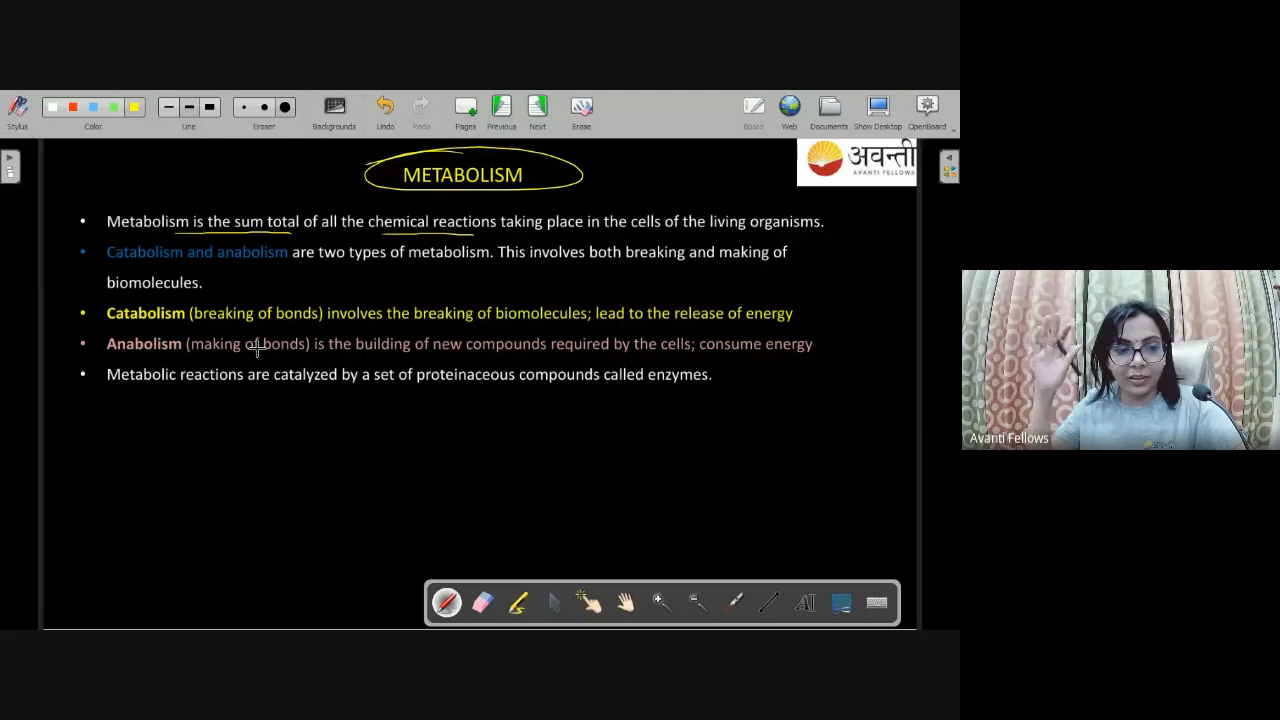 Stylus
Color
Line
Eraser
Backgrounds
Undo
Redo
Pages
Previous
Next
Erase
Board
Web
Documents
Show Desktop
OpenBoard
अवन्ती
AVANTI FELLOWS
METABOLISM
• Metabolism is the sum total of all the chemical reactions taking place in the cells of the living organisms.
• Catabolism and anabolism are two types of metabolism. This involves both breaking and making of
biomolecules.
• Catabolism (breaking of bonds) involves the breaking of biomolecules; lead to the release of energy
• Anabolism (making of bonds) is the building of new compounds required by the cells; consume energy
• Metabolic reactions are catalyzed by a set of proteinaceous compounds called enzymes.
Avanti Fellows
AI